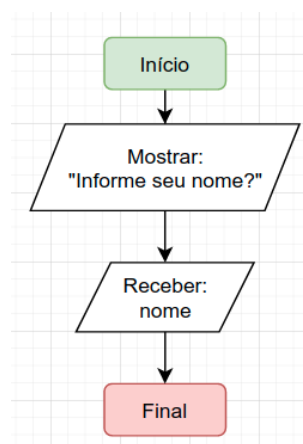 Início
Mostrar:
"Informe seu nome?"
Receber:
nome
Final